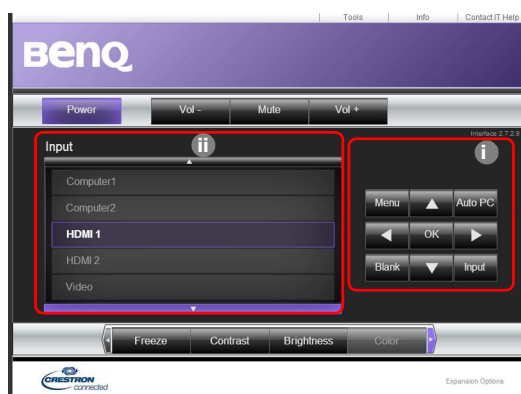 Tools Info Contact IT Help
BenQ
Power Vol - Mute Vol +
Interface 2.7.2.8
Input ii i
Computer1
Computer2
HDMI 1
HDMI 2
Video
Menu Auto PC
OK
Blank Input
Freeze Contrast Brightness Color
CRESTRON
connected
Expansion Options